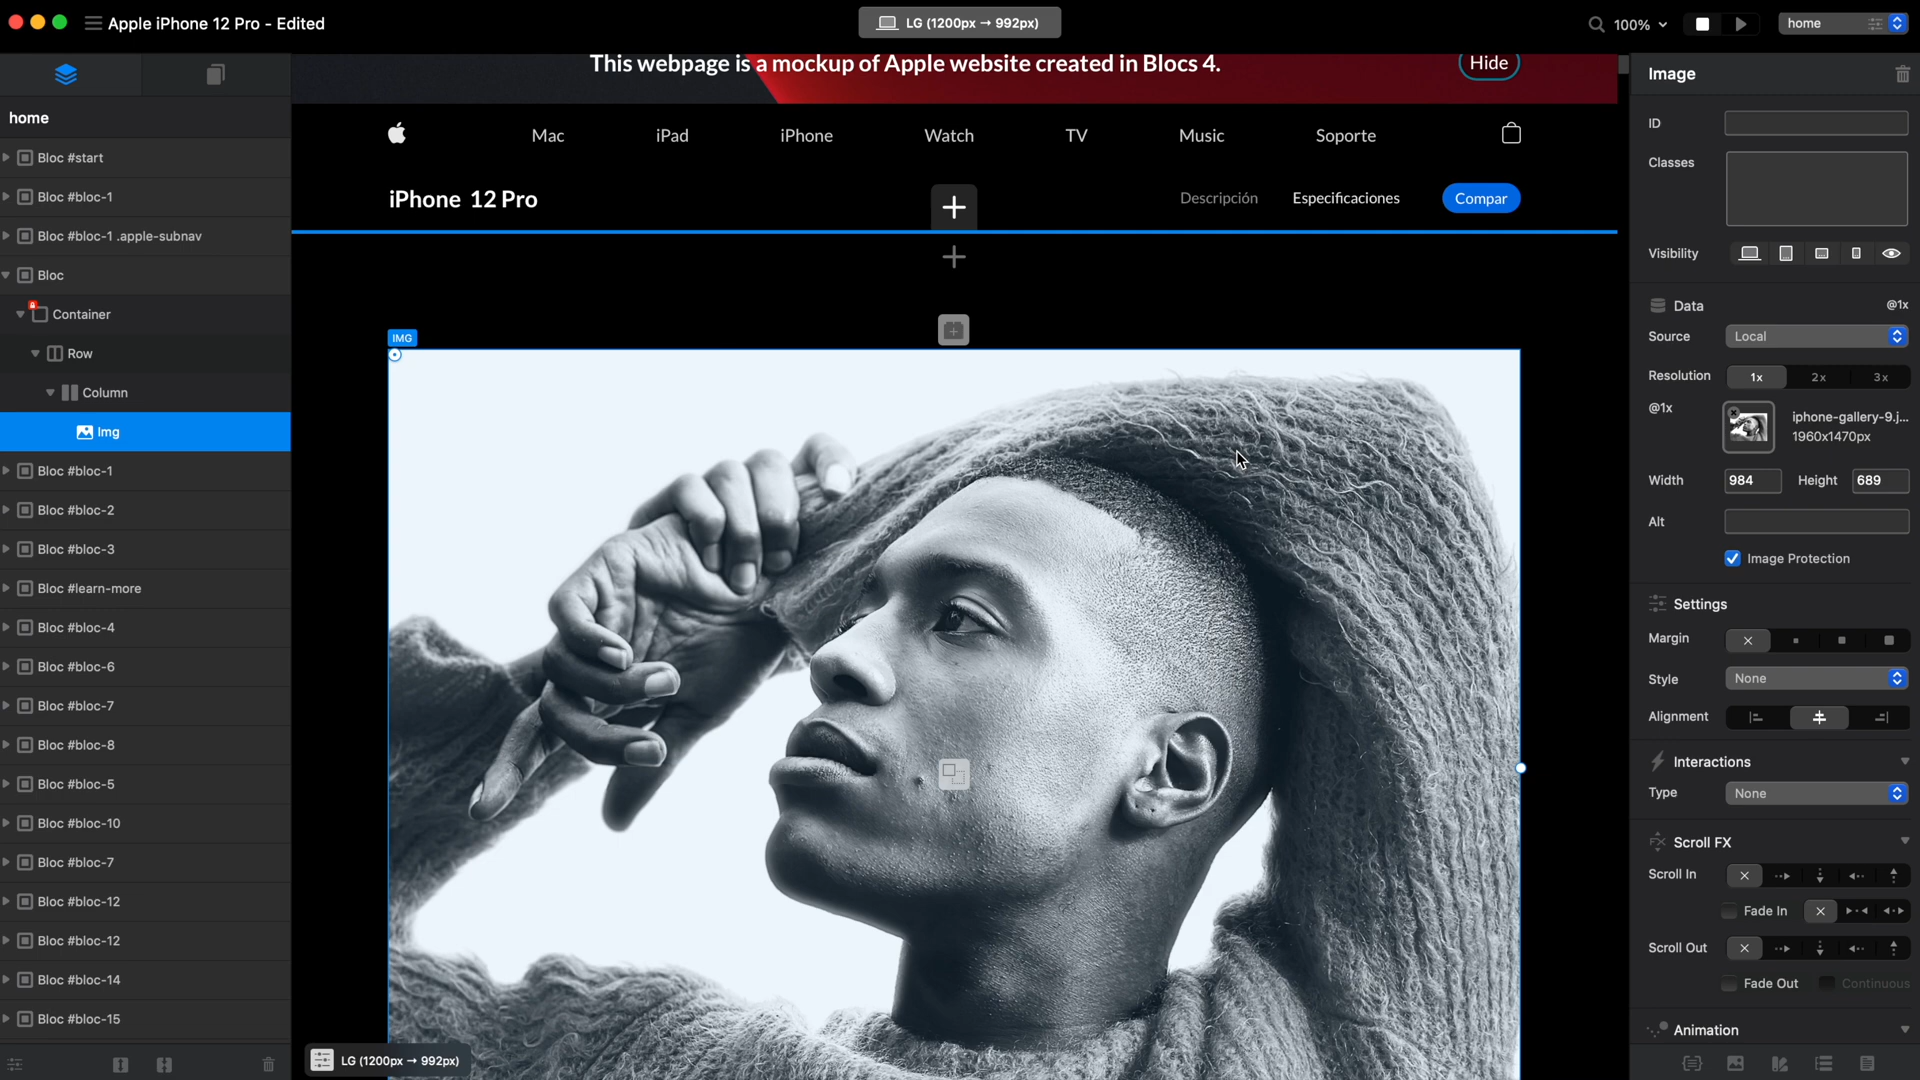 Apple iPhone 12 Pro - Edited
LG (1200px → 992px)
100%
home
home
Bloc #start
Bloc #bloc-1
Bloc #bloc-1 .apple-subnav
Bloc
Container
Row
Column
Img
Bloc #bloc-1
Bloc #bloc-2
Bloc #bloc-3
Bloc #learn-more
Bloc #bloc-4
Bloc #bloc-6
Bloc #bloc-7
Bloc #bloc-8
Bloc #bloc-5
Bloc #bloc-10
Bloc #bloc-7
Bloc #bloc-12
Bloc #bloc-12
Bloc #bloc-14
Bloc #bloc-15
This webpage is a mockup of Apple website created in Blocs 4.
Hide
Mac iPad iPhone Watch TV Music Soporte
iPhone 12 Pro
Descripción Especificaciones Compar
IMG
LG (1200px → 992px)
Image
ID
Classes
Visibility
Data @1x
Source Local
Resolution 1x 2x 3x
@1x iphone-gallery-9.j...
1960x1470px
Width 984 Height 689
Alt
Image Protection
Settings
Margin
Style None
Alignment
Interactions
Type None
Scroll FX
Scroll In
Fade In
Scroll Out
Fade Out Continuous
Animation